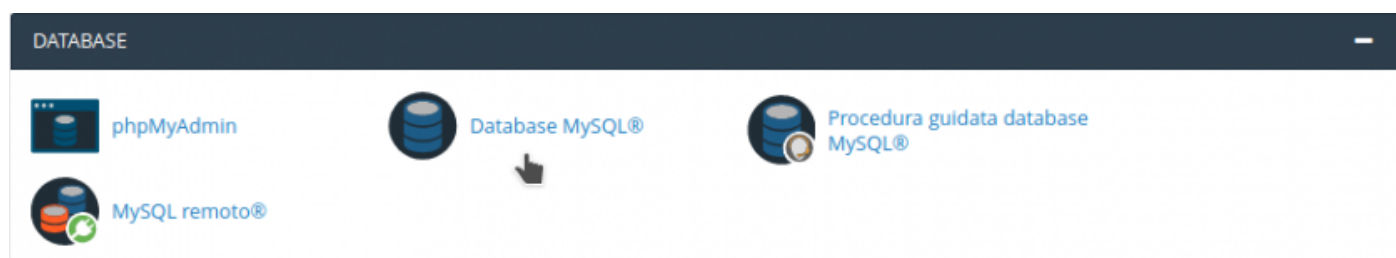 DATABASE
phpMyAdmin
Database MySQL®
Procedura guidata database
MySQL®
MySQL remoto®